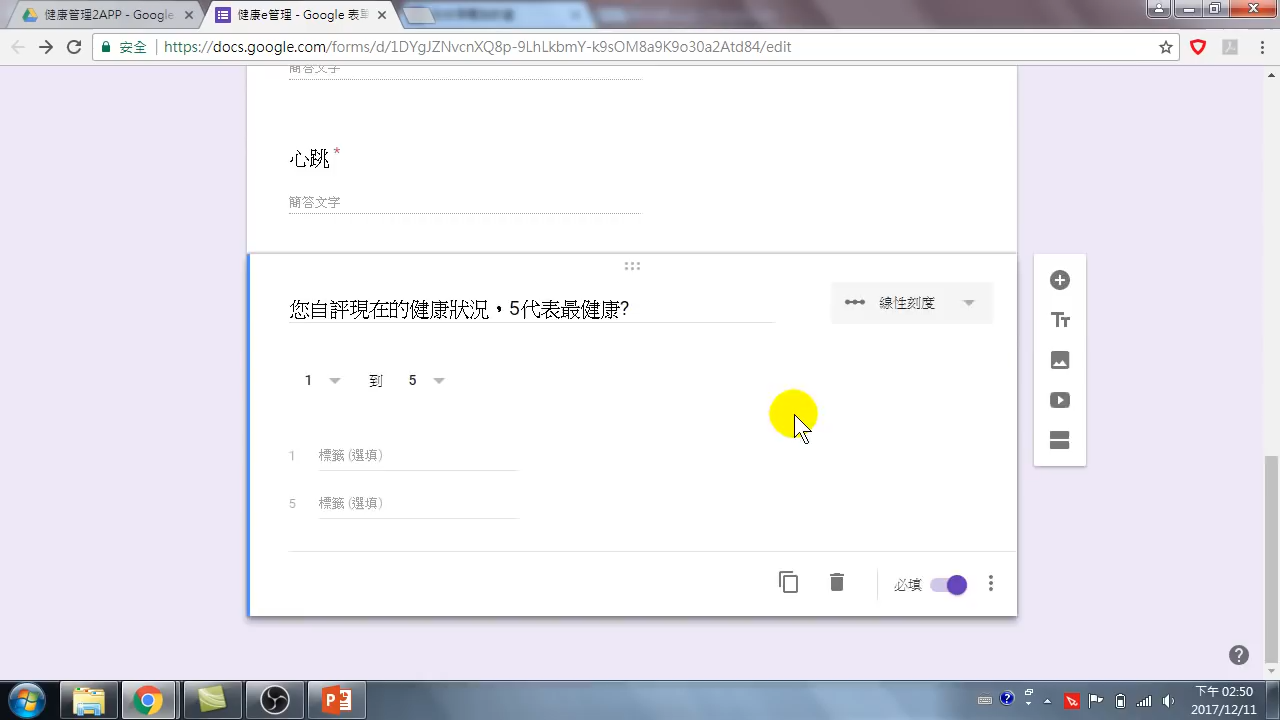 健康管理2APP - Google
健康e管理 - Google 表單
安全 https://docs.google.com/forms/d/1DYgJZNvcnXQ8p-9LhLkbmY-k9sOM8a9K9o30a2Atd84/edit
簡答文字
心跳 *
簡答文字
您自評現在的健康狀況，5代表最健康?
線性刻度
1 到 5
1 標籤 (選填)
5 標籤 (選填)
必填
下午 02:50
2017/12/11